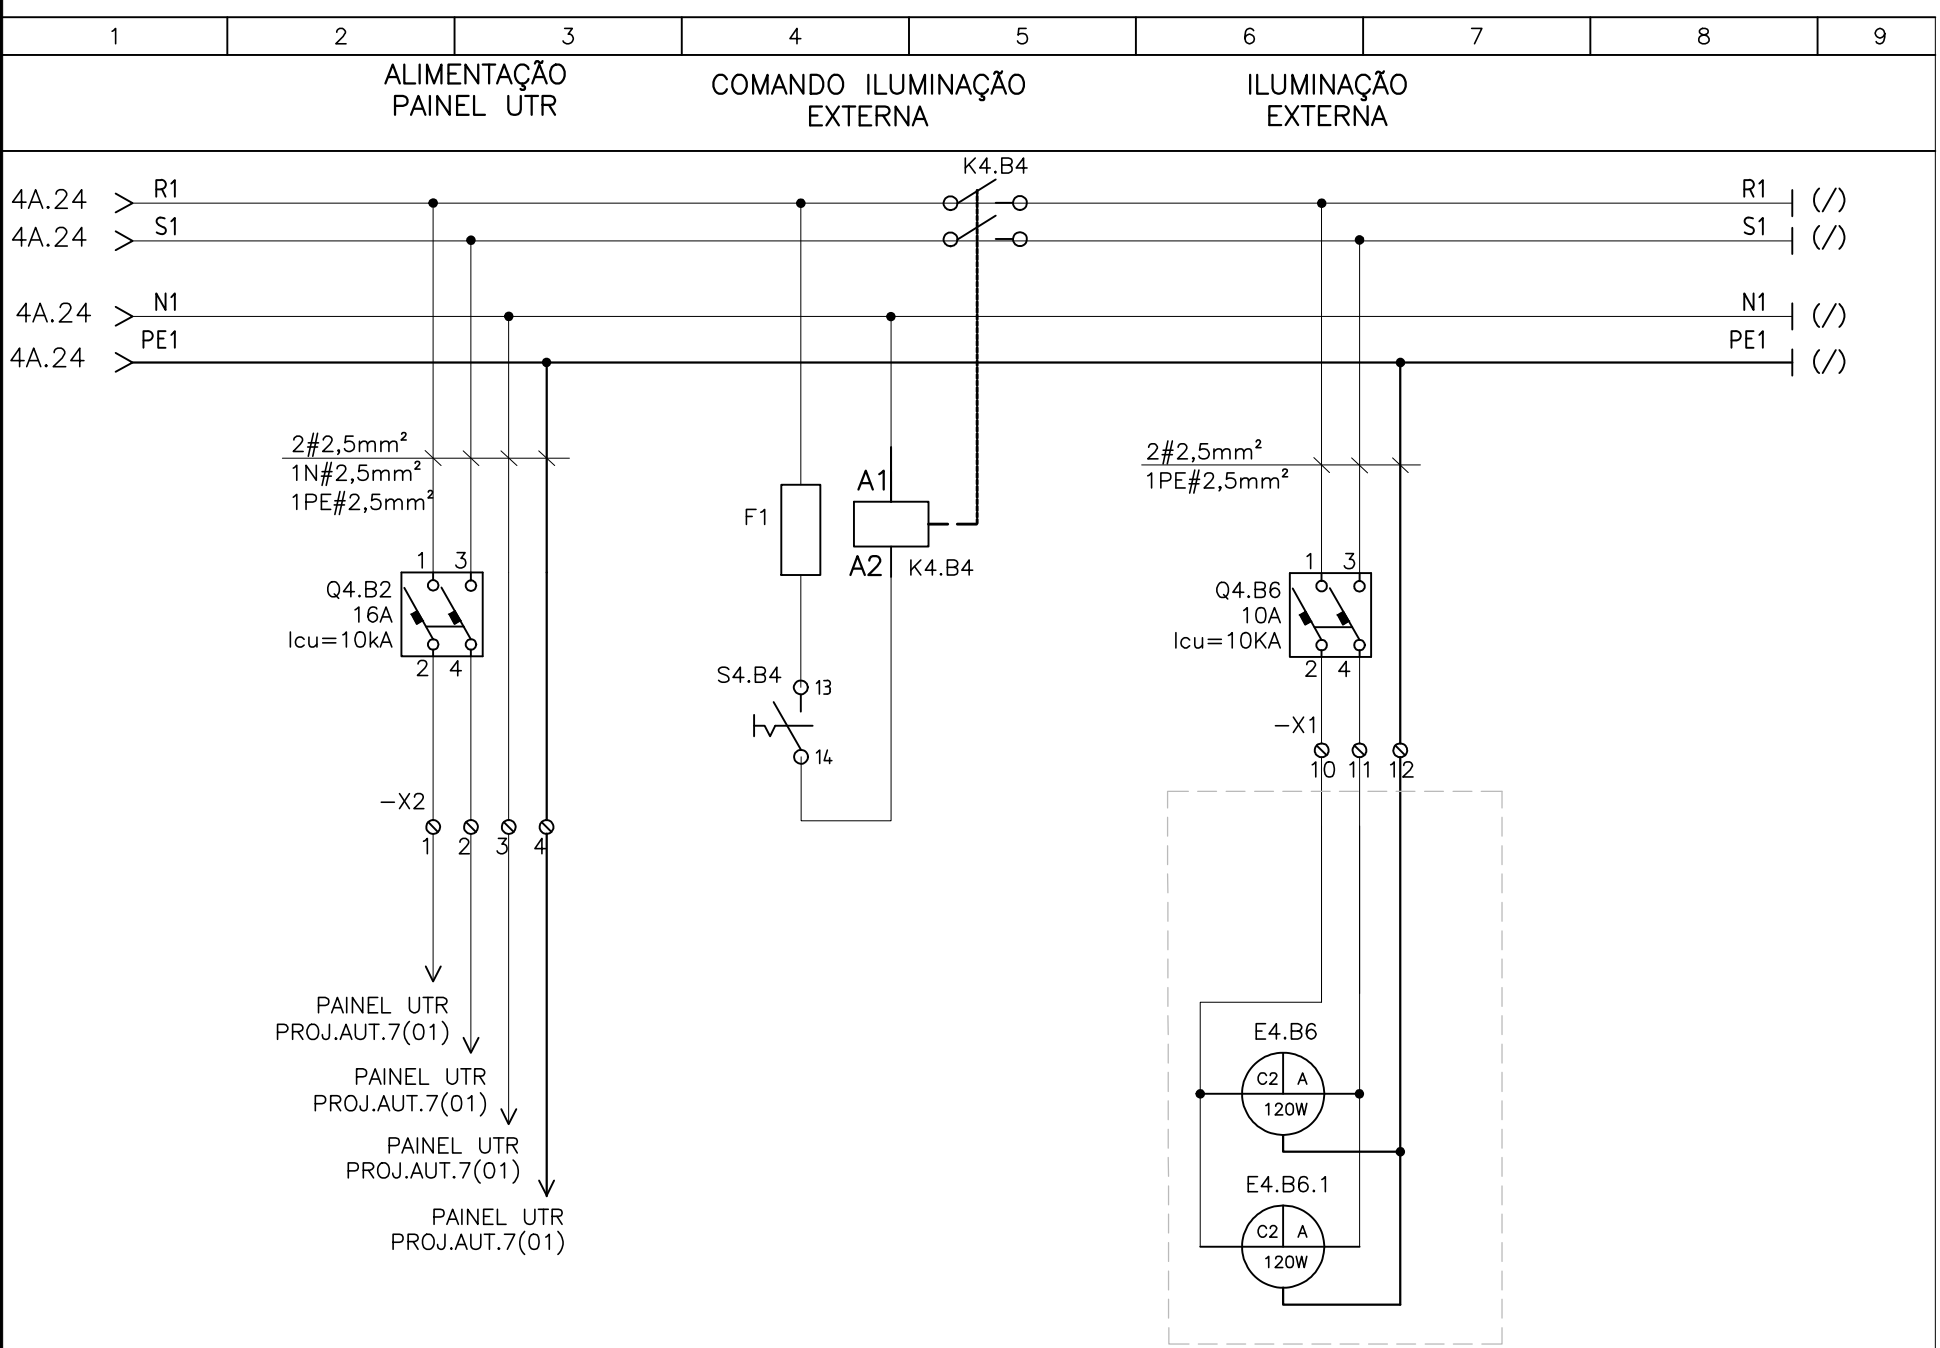 1 2 3 4 5 6 7 8 9
ALIMENTAÇÃO
PAINEL UTR
COMANDO ILUMINAÇÃO
EXTERNA
ILUMINAÇÃO
EXTERNA
K4.B4
4A.24 R1 R1 (/)
4A.24 S1 S1 (/)
4A.24 N1 N1 (/)
4A.24 PE1 PE1 (/)
2#2,5mm²
1N#2,5mm²
1PE#2,5mm²
1 3
Q4.B2
16A
Icu=10kA
2 4
-X2
1 2 3 4
PAINEL UTR
PROJ.AUT.7(01)
PAINEL UTR
PROJ.AUT.7(01)
PAINEL UTR
PROJ.AUT.7(01)
PAINEL UTR
PROJ.AUT.7(01)
F1
A1
A2 K4.B4
S4.B4 13
14
2#2,5mm²
1PE#2,5mm²
1 3
Q4.B6
10A
Icu=10KA
2 4
-X1
10 11 12
E4.B6
C2 A
120W
E4.B6.1
C2 A
120W